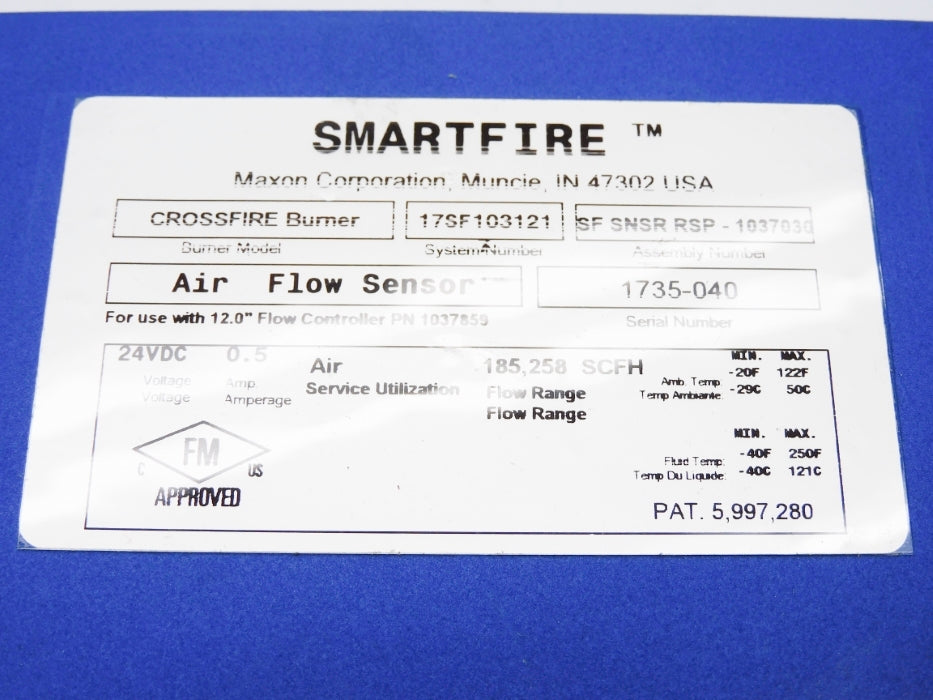 SMARTFIRE ™
Maxon Corporation, Muncie, IN 47302 USA
CROSSFIRE Burner 17SF103121 SF SNSR RSP - 1037030
Burner Model System Number Assembly Number
Air Flow Sensor 1735-040
For use with 12.0" Flow Controller PN 1037859 Serial Number
24VDC 0.5 Air 185,258 SCFH MIN. MAX.
Voltage Amp. Service Utilization Flow Range Amb. Temp -20F 122F
Voltage Amperage Flow Range Temp Ambiante: -29C 50C
MIN. MAX.
FM Fluid Temp: -40F 250F
C US Temp Du Liquide: -40C 121C
APPROVED
PAT. 5,997,280